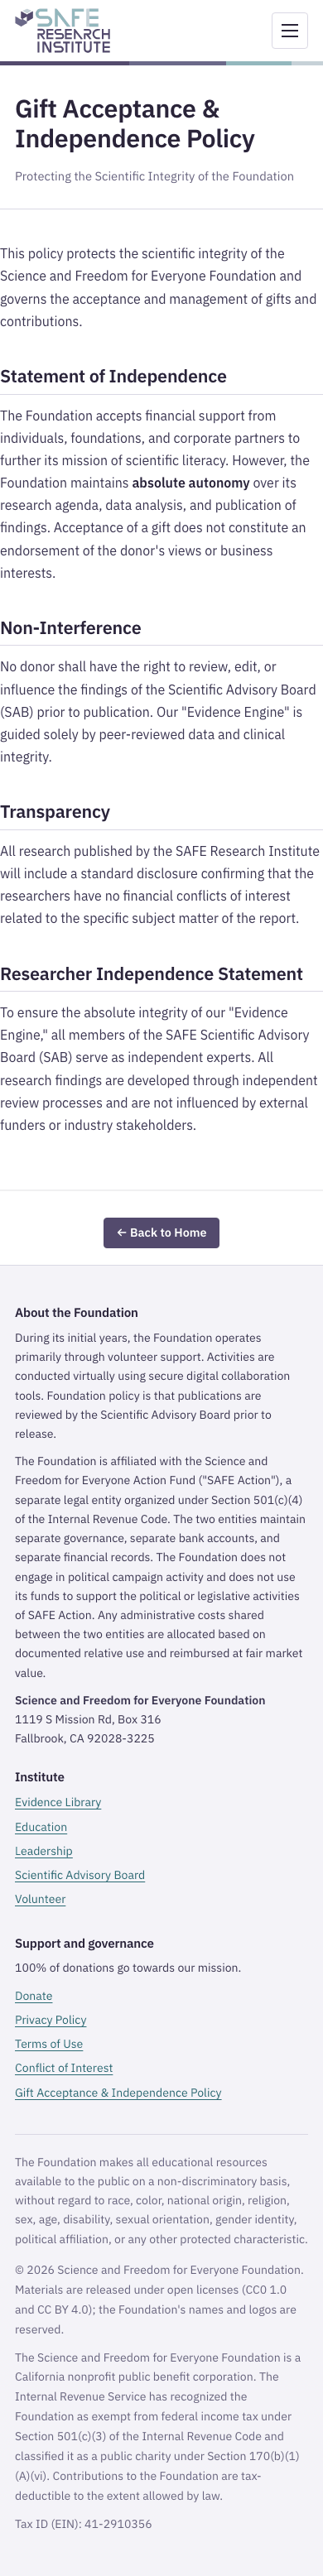 SAFE
RESEARCH
INSTITUTE
Gift Acceptance &
Independence Policy
Protecting the Scientific Integrity of the Foundation
This policy protects the scientific integrity of the
Science and Freedom for Everyone Foundation and
governs the acceptance and management of gifts and
contributions.
Statement of Independence
The Foundation accepts financial support from
individuals, foundations, and corporate partners to
further its mission of scientific literacy. However, the
Foundation maintains absolute autonomy over its
research agenda, data analysis, and publication of
findings. Acceptance of a gift does not constitute an
endorsement of the donor's views or business
interests.
Non-Interference
No donor shall have the right to review, edit, or
influence the findings of the Scientific Advisory Board
(SAB) prior to publication. Our "Evidence Engine" is
guided solely by peer-reviewed data and clinical
integrity.
Transparency
All research published by the SAFE Research Institute
will include a standard disclosure confirming that the
researchers have no financial conflicts of interest
related to the specific subject matter of the report.
Researcher Independence Statement
To ensure the absolute integrity of our "Evidence
Engine," all members of the SAFE Scientific Advisory
Board (SAB) serve as independent experts. All
research findings are developed through independent
review processes and are not influenced by external
funders or industry stakeholders.
← Back to Home
About the Foundation
During its initial years, the Foundation operates
primarily through volunteer support. Activities are
conducted virtually using secure digital collaboration
tools. Foundation policy is that publications are
reviewed by the Scientific Advisory Board prior to
release.
The Foundation is affiliated with the Science and
Freedom for Everyone Action Fund ("SAFE Action"), a
separate legal entity organized under Section 501(c)(4)
of the Internal Revenue Code. The two entities maintain
separate governance, separate bank accounts, and
separate financial records. The Foundation does not
engage in political campaign activity and does not use
its funds to support the political or legislative activities
of SAFE Action. Any administrative costs shared
between the two entities are allocated based on
documented relative use and reimbursed at fair market
value.
Science and Freedom for Everyone Foundation
1119 S Mission Rd, Box 316
Fallbrook, CA 92028-3225
Institute
Evidence Library
Education
Leadership
Scientific Advisory Board
Volunteer
Support and governance
100% of donations go towards our mission.
Donate
Privacy Policy
Terms of Use
Conflict of Interest
Gift Acceptance & Independence Policy
The Foundation makes all educational resources
available to the public on a non-discriminatory basis,
without regard to race, color, national origin, religion,
sex, age, disability, sexual orientation, gender identity,
political affiliation, or any other protected characteristic.
© 2026 Science and Freedom for Everyone Foundation.
Materials are released under open licenses (CC0 1.0
and CC BY 4.0); the Foundation's names and logos are
reserved.
The Science and Freedom for Everyone Foundation is a
California nonprofit public benefit corporation. The
Internal Revenue Service has recognized the
Foundation as exempt from federal income tax under
Section 501(c)(3) of the Internal Revenue Code and
classified it as a public charity under Section 170(b)(1)
(A)(vi). Contributions to the Foundation are tax-
deductible to the extent allowed by law.
Tax ID (EIN): 41-2910356